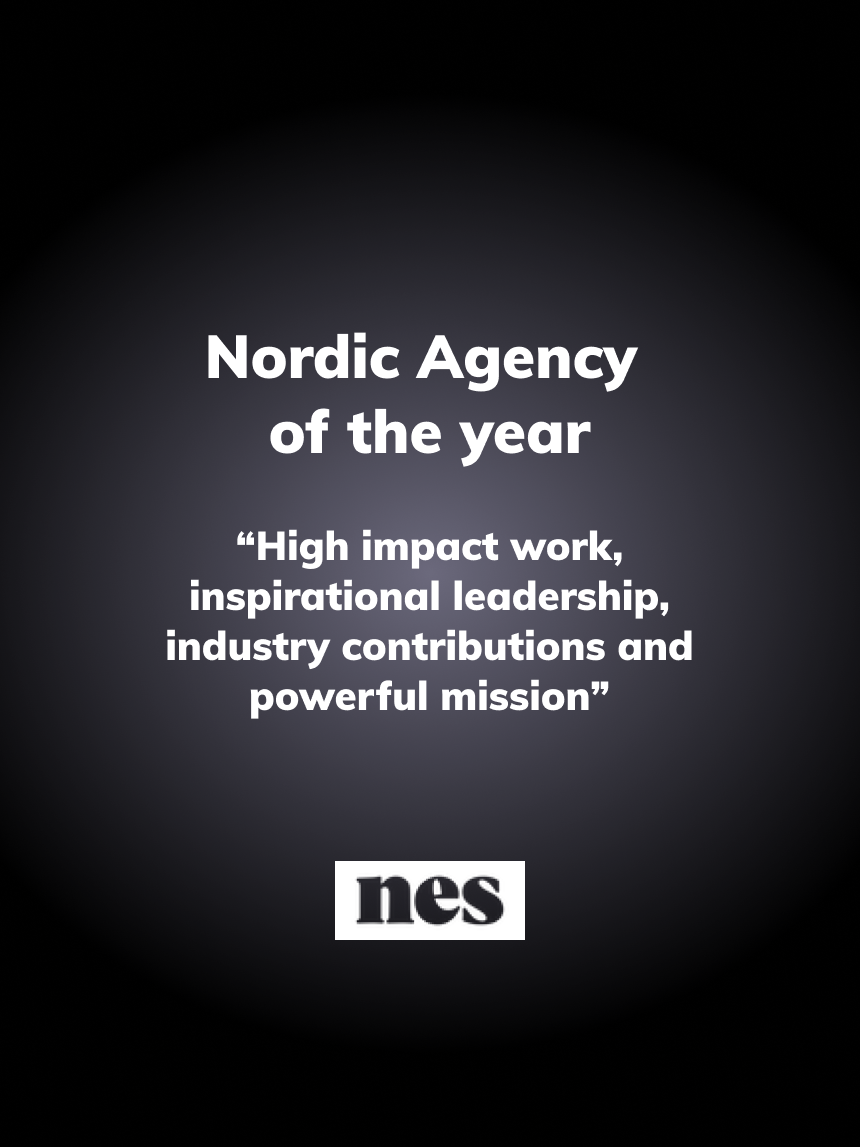 Nordic Agency
of the year
“High impact work,
inspirational leadership,
industry contributions and
powerful mission”
nes